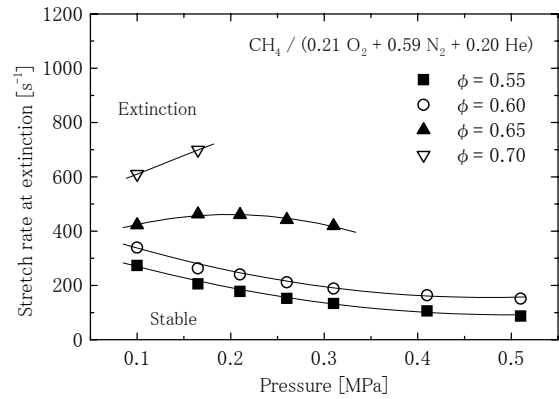 CH₄ / (0.21 O₂ + 0.59 N₂ + 0.20 He)
ϕ = 0.55
ϕ = 0.60
ϕ = 0.65
ϕ = 0.70
Extinction
Stable
Stretch rate at extinction [s⁻¹]
1200
1000
800
600
400
200
0
0.1 0.2 0.3 0.4 0.5
Pressure [MPa]